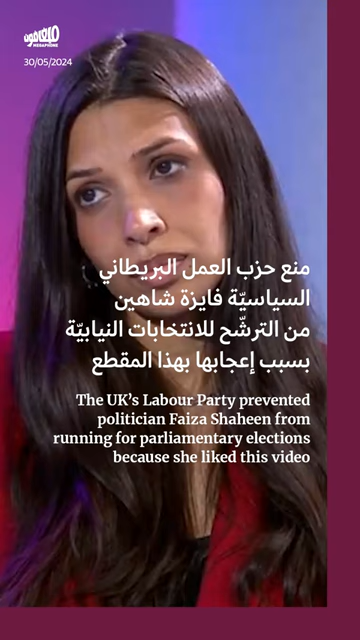 ميغافون
MEGAPHONE
30/05/2024
منع حزب العمل البريطاني
السياسيّة فايزة شاهين
من الترشّح للانتخابات النيابيّة
بسبب إعجابها بهذا المقطع
The UK’s Labour Party prevented
politician Faiza Shaheen from
running for parliamentary elections
because she liked this video